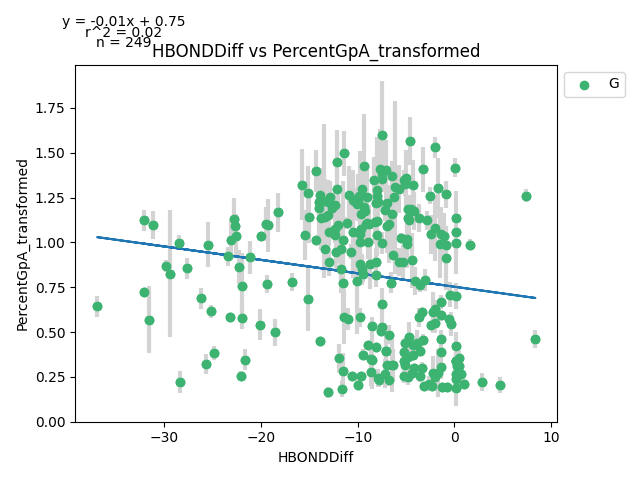 y = -0.01x + 0.75
r^2 = 0.02
n = 249
HBONDDiff vs PercentGpA_transformed
G
PercentGpA_transformed
1.75
1.50
1.25
1.00
0.75
0.50
0.25
0.00
−30
−20
−10
0
10
HBONDDiff